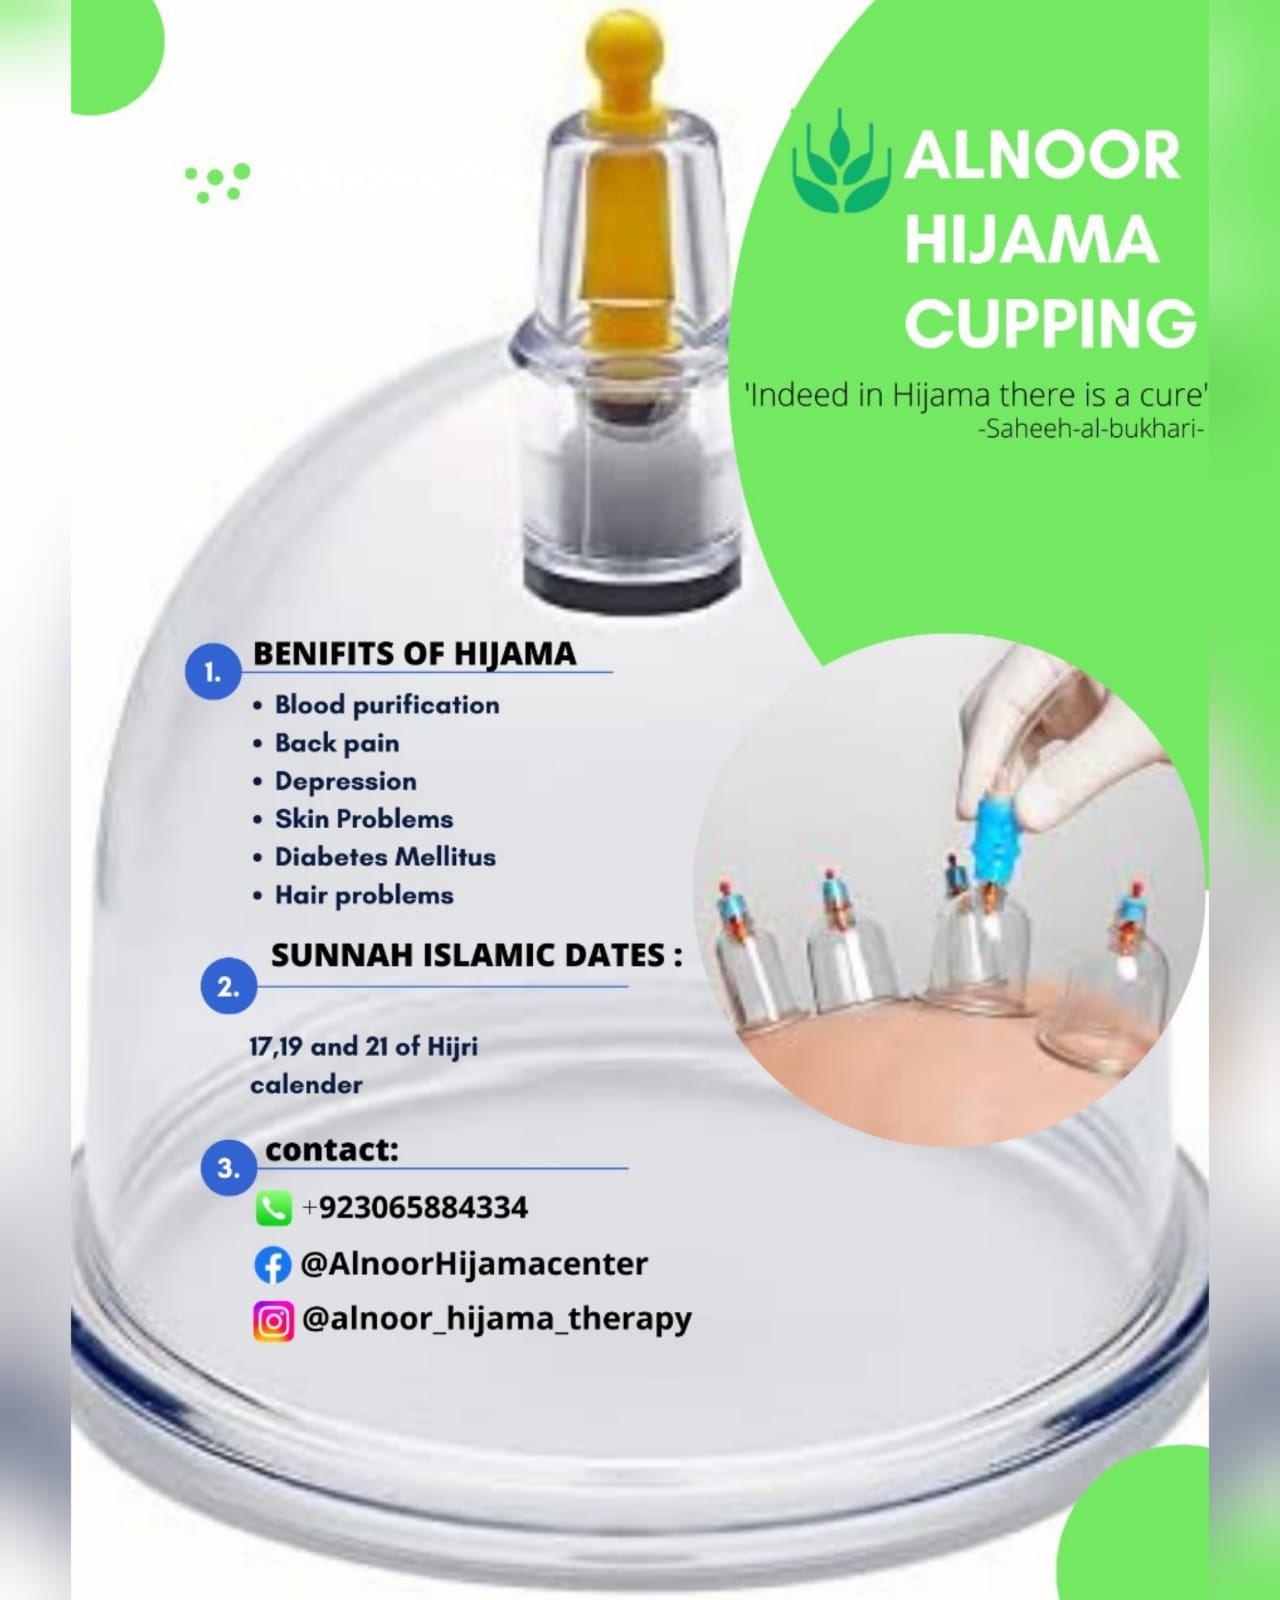 ALNOOR
HIJAMA
CUPPING
'Indeed in Hijama there is a cure'
-Saheeh-al-bukhari-
1.
BENIFITS OF HIJAMA
• Blood purification
• Back pain
• Depression
• Skin Problems
• Diabetes Mellitus
• Hair problems
2.
SUNNAH ISLAMIC DATES :
17,19 and 21 of Hijri
calender
3.
contact:
+923065884334
@AlnoorHijamacenter
@alnoor_hijama_therapy